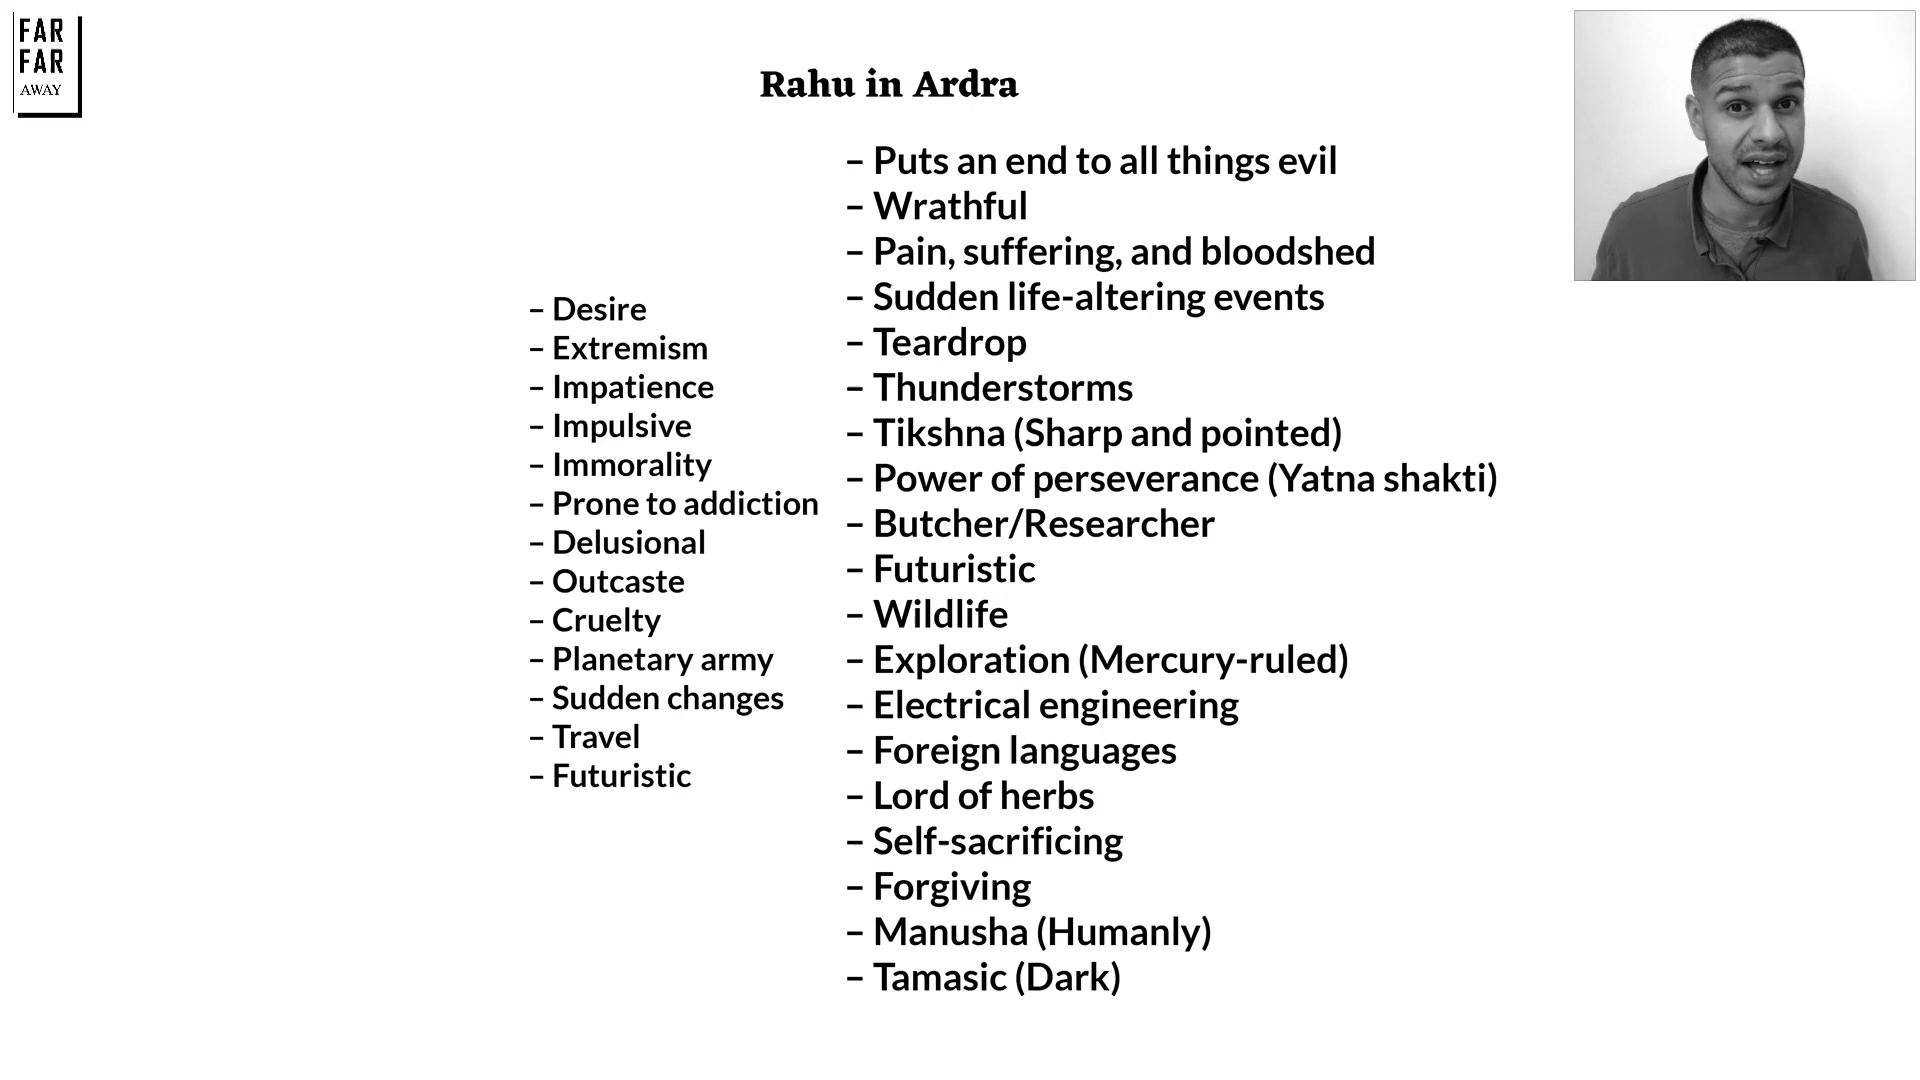 FAR
FAR
AWAY
Rahu in Ardra
– Desire
– Extremism
– Impatience
– Impulsive
– Immorality
– Prone to addiction
– Delusional
– Outcaste
– Cruelty
– Planetary army
– Sudden changes
– Travel
– Futuristic
– Puts an end to all things evil
– Wrathful
– Pain, suffering, and bloodshed
– Sudden life-altering events
– Teardrop
– Thunderstorms
– Tikshna (Sharp and pointed)
– Power of perseverance (Yatna shakti)
– Butcher/Researcher
– Futuristic
– Wildlife
– Exploration (Mercury-ruled)
– Electrical engineering
– Foreign languages
– Lord of herbs
– Self-sacrificing
– Forgiving
– Manusha (Humanly)
– Tamasic (Dark)